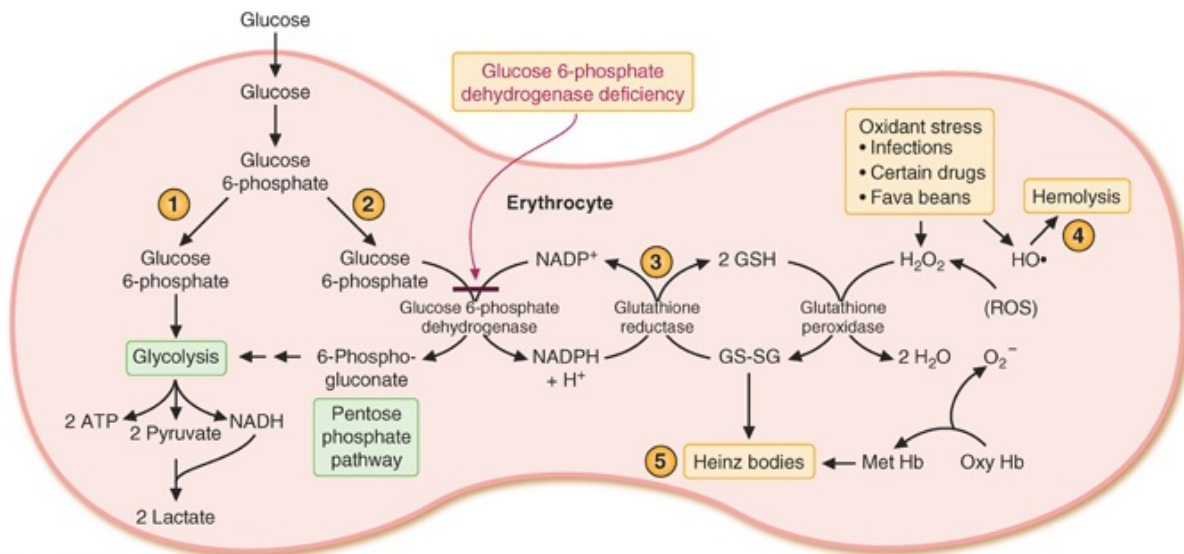 Glucose
Glucose
Glucose
6-phosphate
1
2
Glucose
6-phosphate
Glucose
6-phosphate
Glycolysis
2 ATP
2 Pyruvate
NADH
2 Lactate
Glucose 6-phosphate
dehydrogenase deficiency
Erythrocyte
NADP⁺
Glucose 6-phosphate
dehydrogenase
6-Phospho-
gluconate
NADPH
+ H⁺
Pentose
phosphate
pathway
3
2 GSH
Glutathione
reductase
GS-SG
Glutathione
peroxidase
H₂O₂
2 H₂O
Oxidant stress
• Infections
• Certain drugs
• Fava beans
Hemolysis
4
HO•
(ROS)
O₂⁻
5
Heinz bodies
Met Hb
Oxy Hb